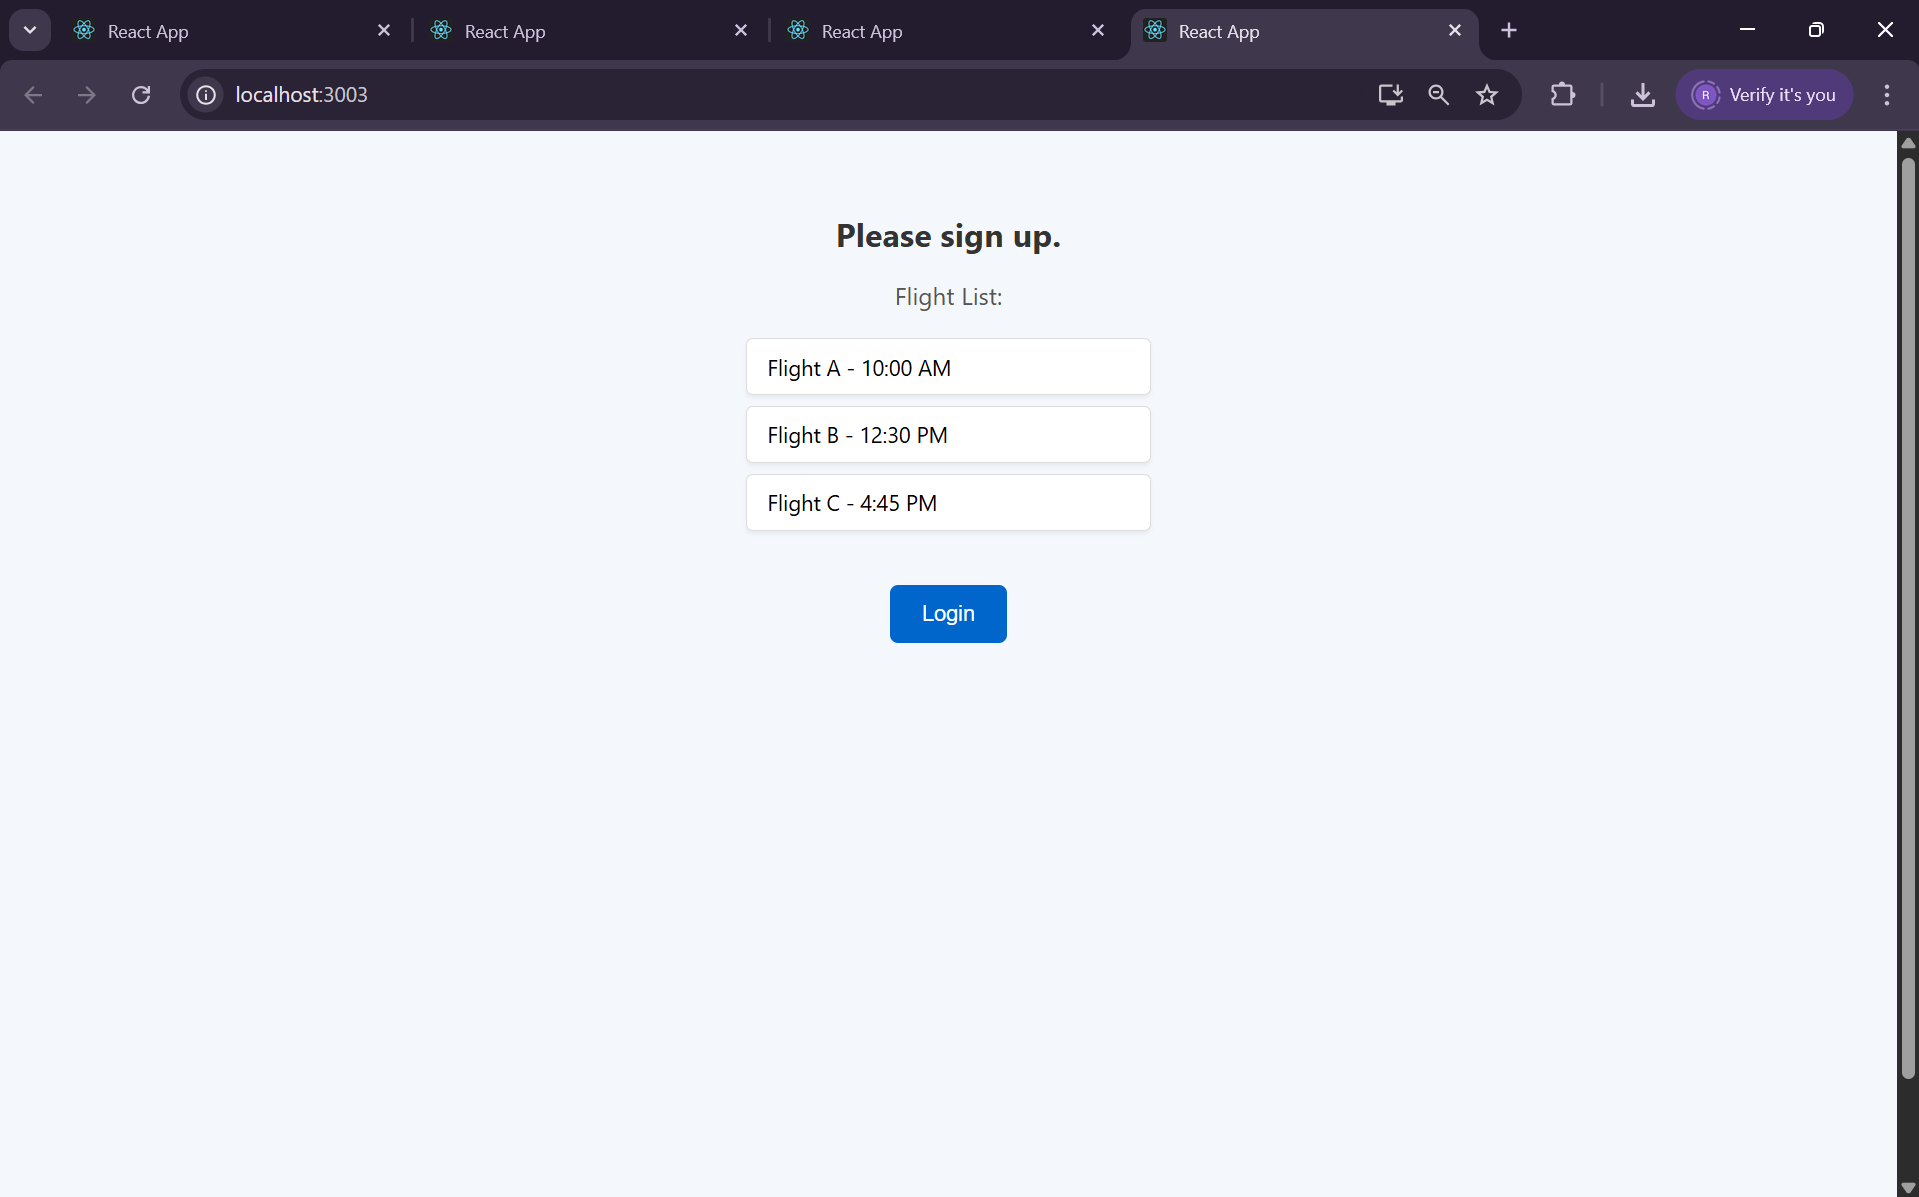 React App
React App
React App
React App
localhost:3003
R
Verify it's you
Please sign up.
Flight List:
Flight A - 10:00 AM
Flight B - 12:30 PM
Flight C - 4:45 PM
Login